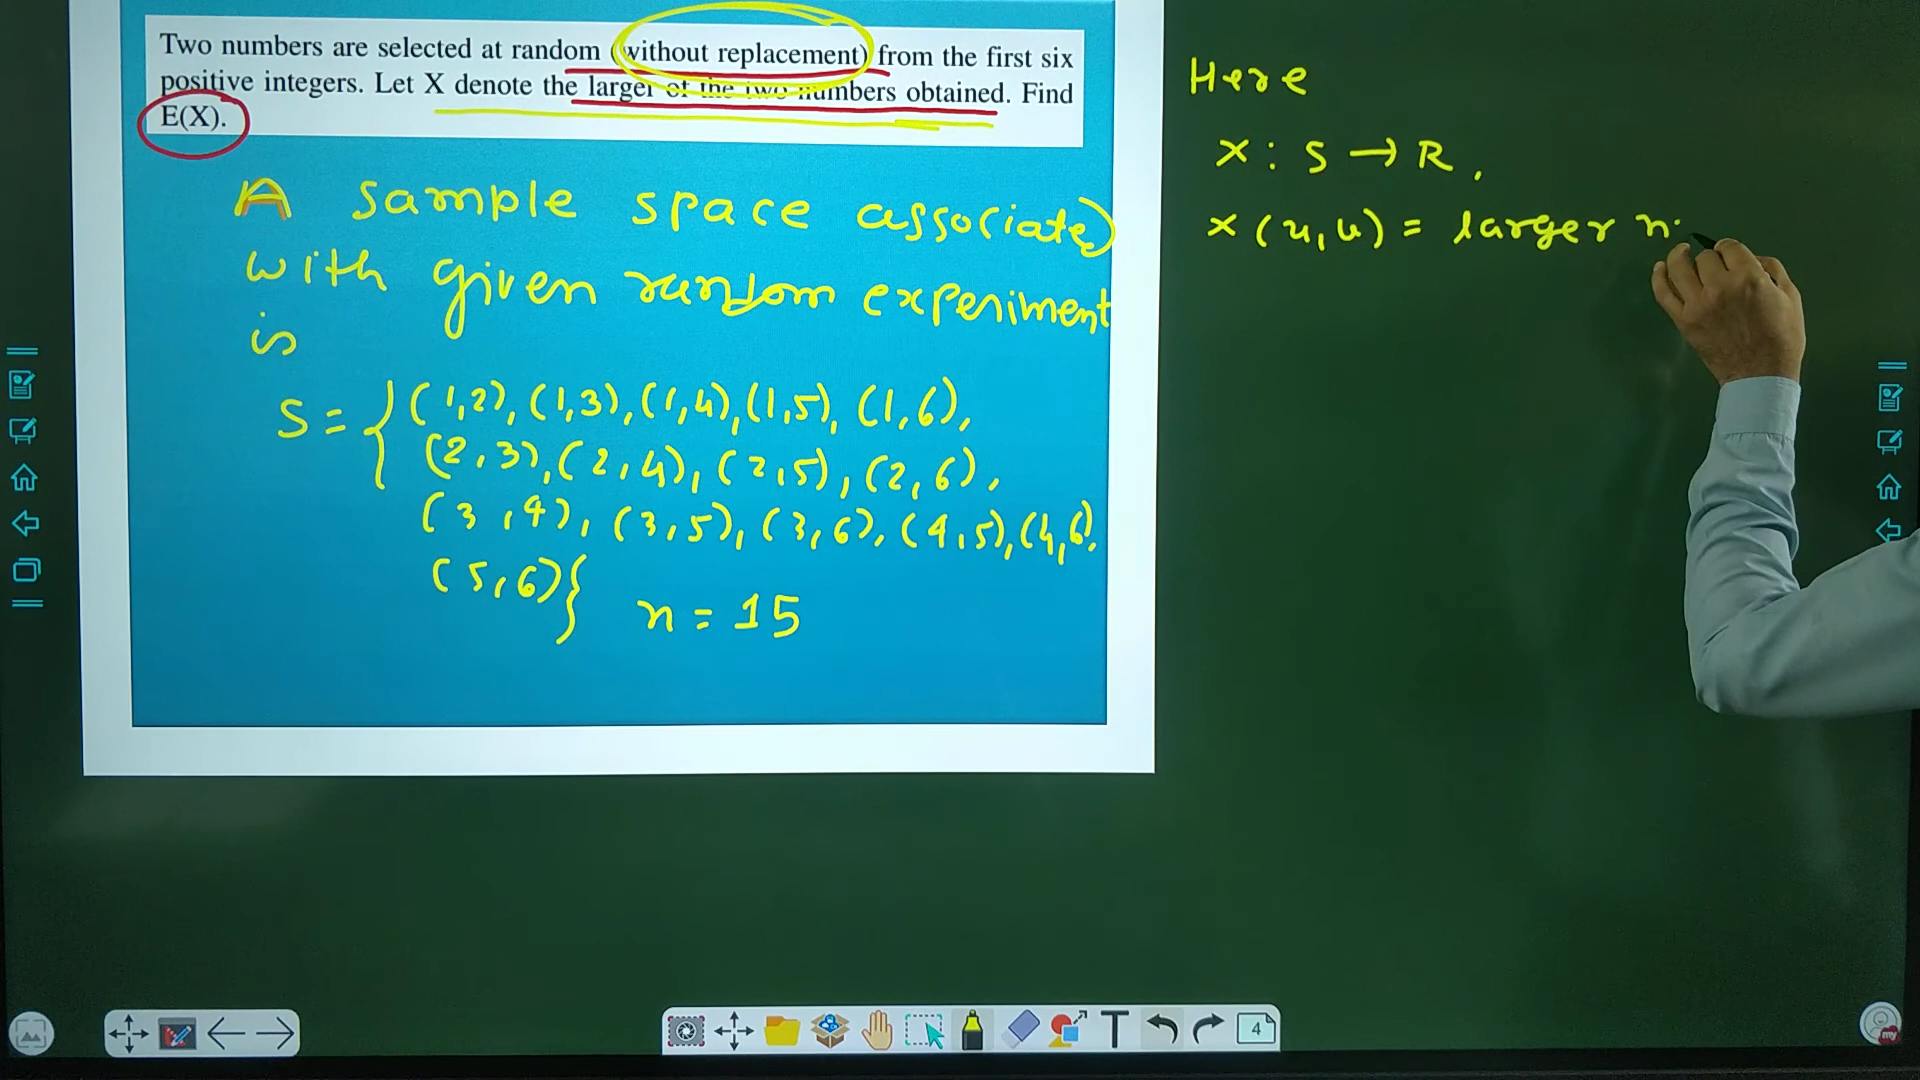 Two numbers are selected at random (without replacement) from the first six
positive integers. Let X denote the larger of the two numbers obtained. Find
E(X).
A sample space associated
with given random experiment
is
S = { (1,2), (1,3), (1,4), (1,5), (1,6),
(2,3), (2,4), (2,5), (2,6),
(3,4), (3,5), (3,6), (4,5), (4,6),
(5,6) } n = 15
Here
X : S → R,
X (u,u) = larger n
T
4
my